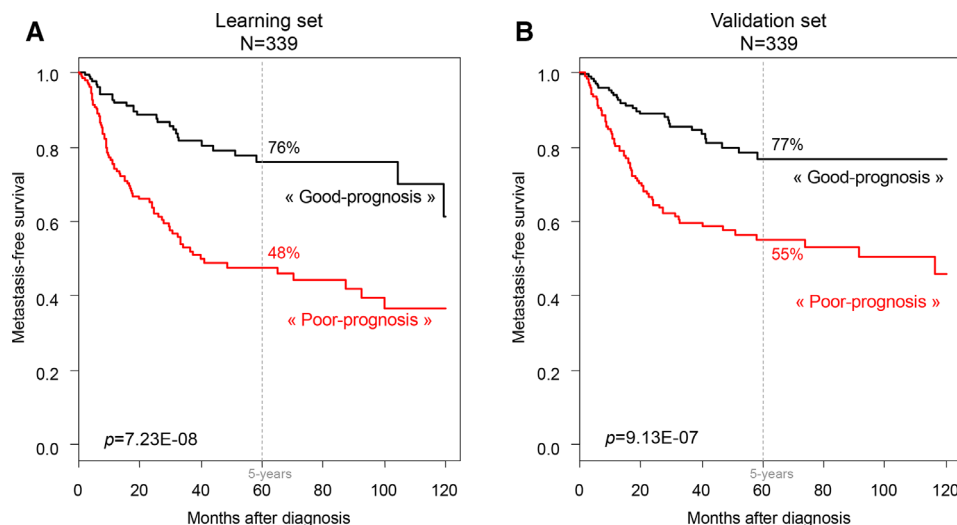 A
Learning set
N=339
Metastasis-free survival
1.0
0.8
0.6
0.4
0.2
0.0
76%
« Good-prognosis »
48%
« Poor-prognosis »
p=7.23E-08
5-years
0 20 40 60 80 100 120
Months after diagnosis
B
Validation set
N=339
Metastasis-free survival
1.0
0.8
0.6
0.4
0.2
0.0
77%
« Good-prognosis »
55%
« Poor-prognosis »
p=9.13E-07
5-years
0 20 40 60 80 100 120
Months after diagnosis